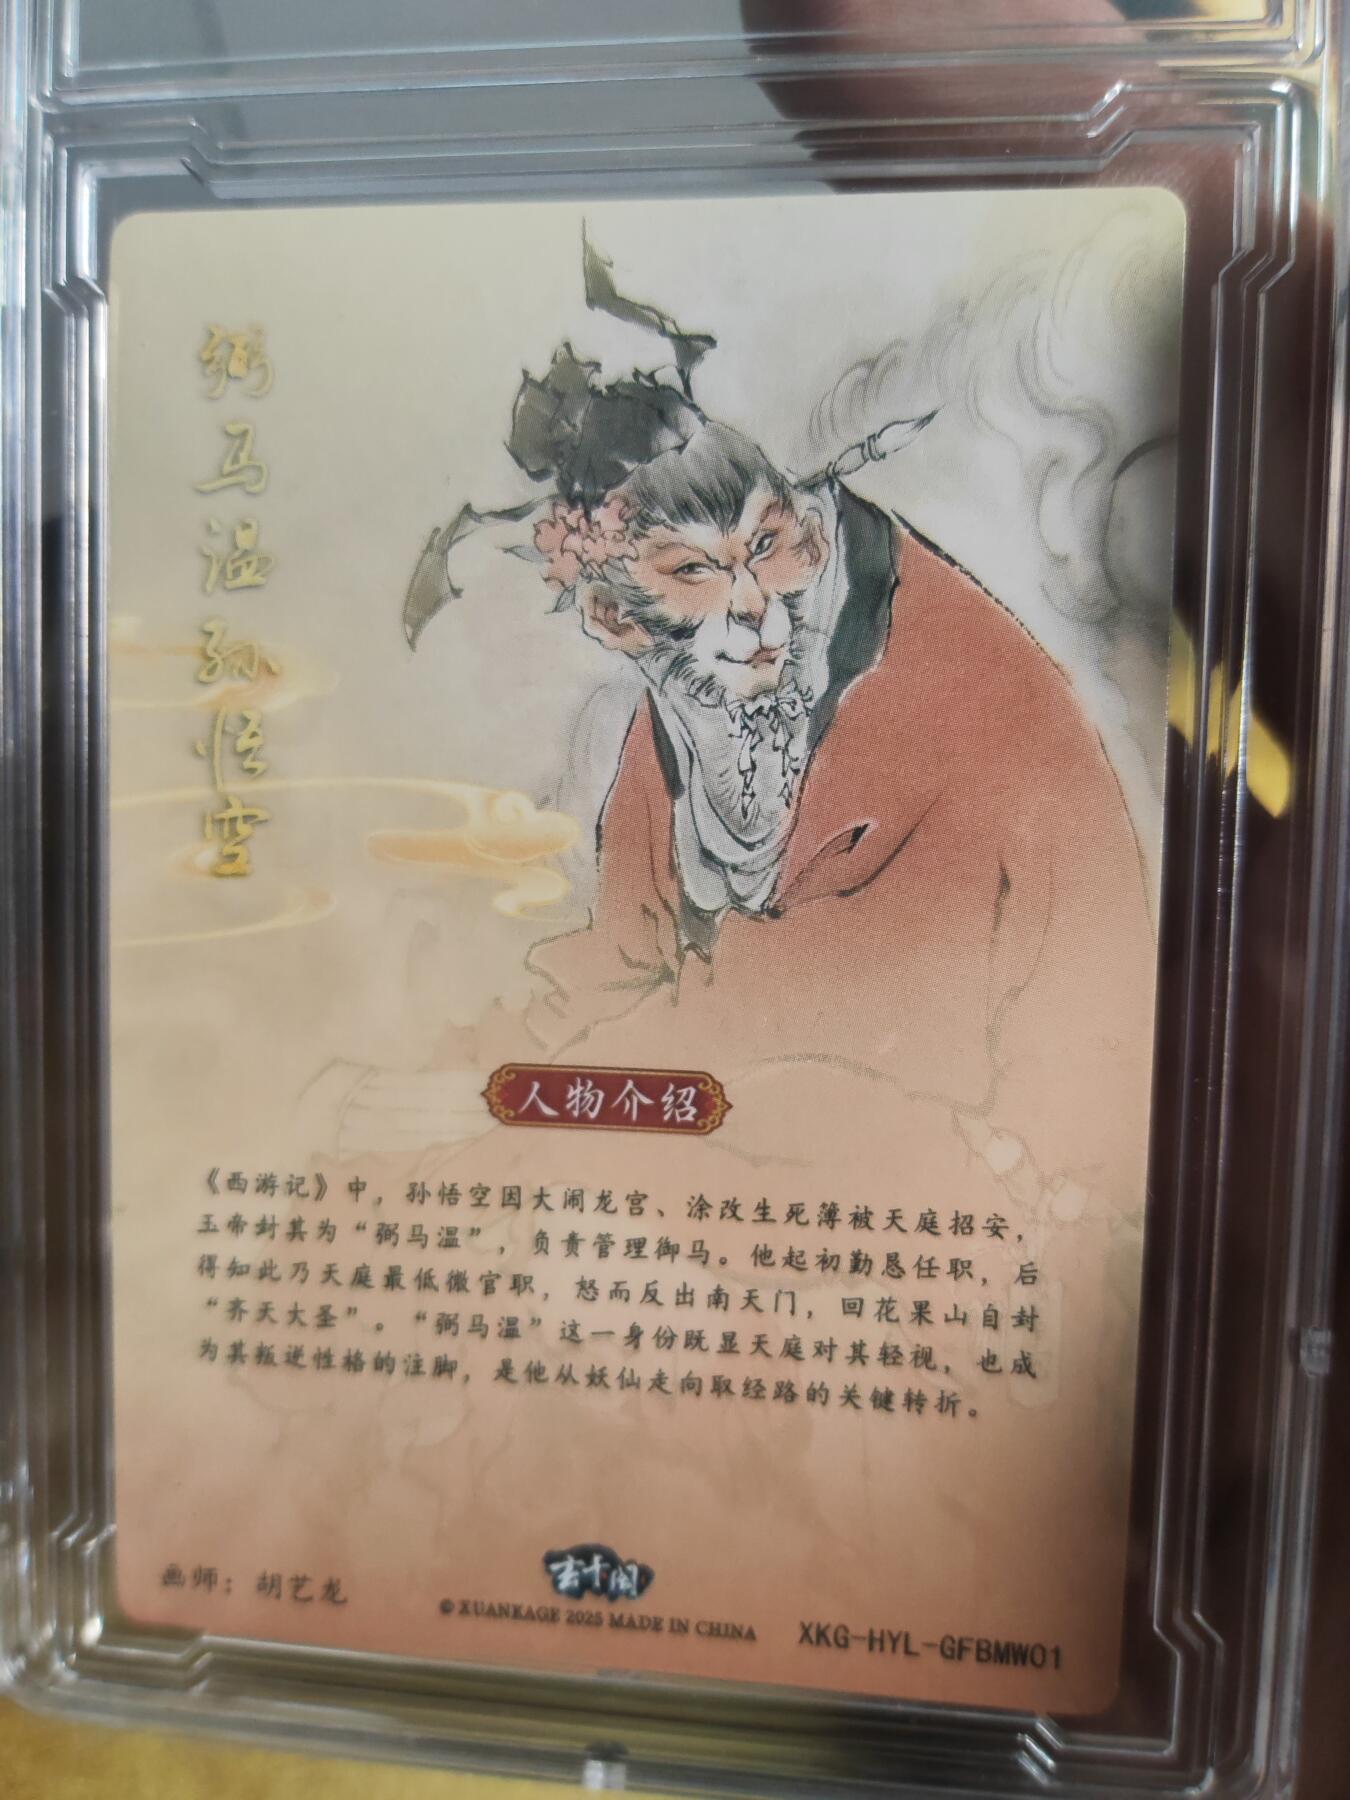 弼马温孙悟空
人物介绍
《西游记》中，孙悟空因大闹龙宫、涂改生死簿被天庭招安，
玉帝封其为“弼马温”，负责管理御马。他起初勤恳任职，后
得知此乃天庭最低微官职，怒而反出南天门，回花果山自封
“齐天大圣”。“弼马温”这一身份既显天庭对其轻视，也成
为其叛逆性格的注脚，是他从妖仙走向取经路的关键转折。
画师：胡艺龙
玄卡阁
© XUANKAGE 2025 MADE IN CHINA
XKG-HYL-GFBMW01